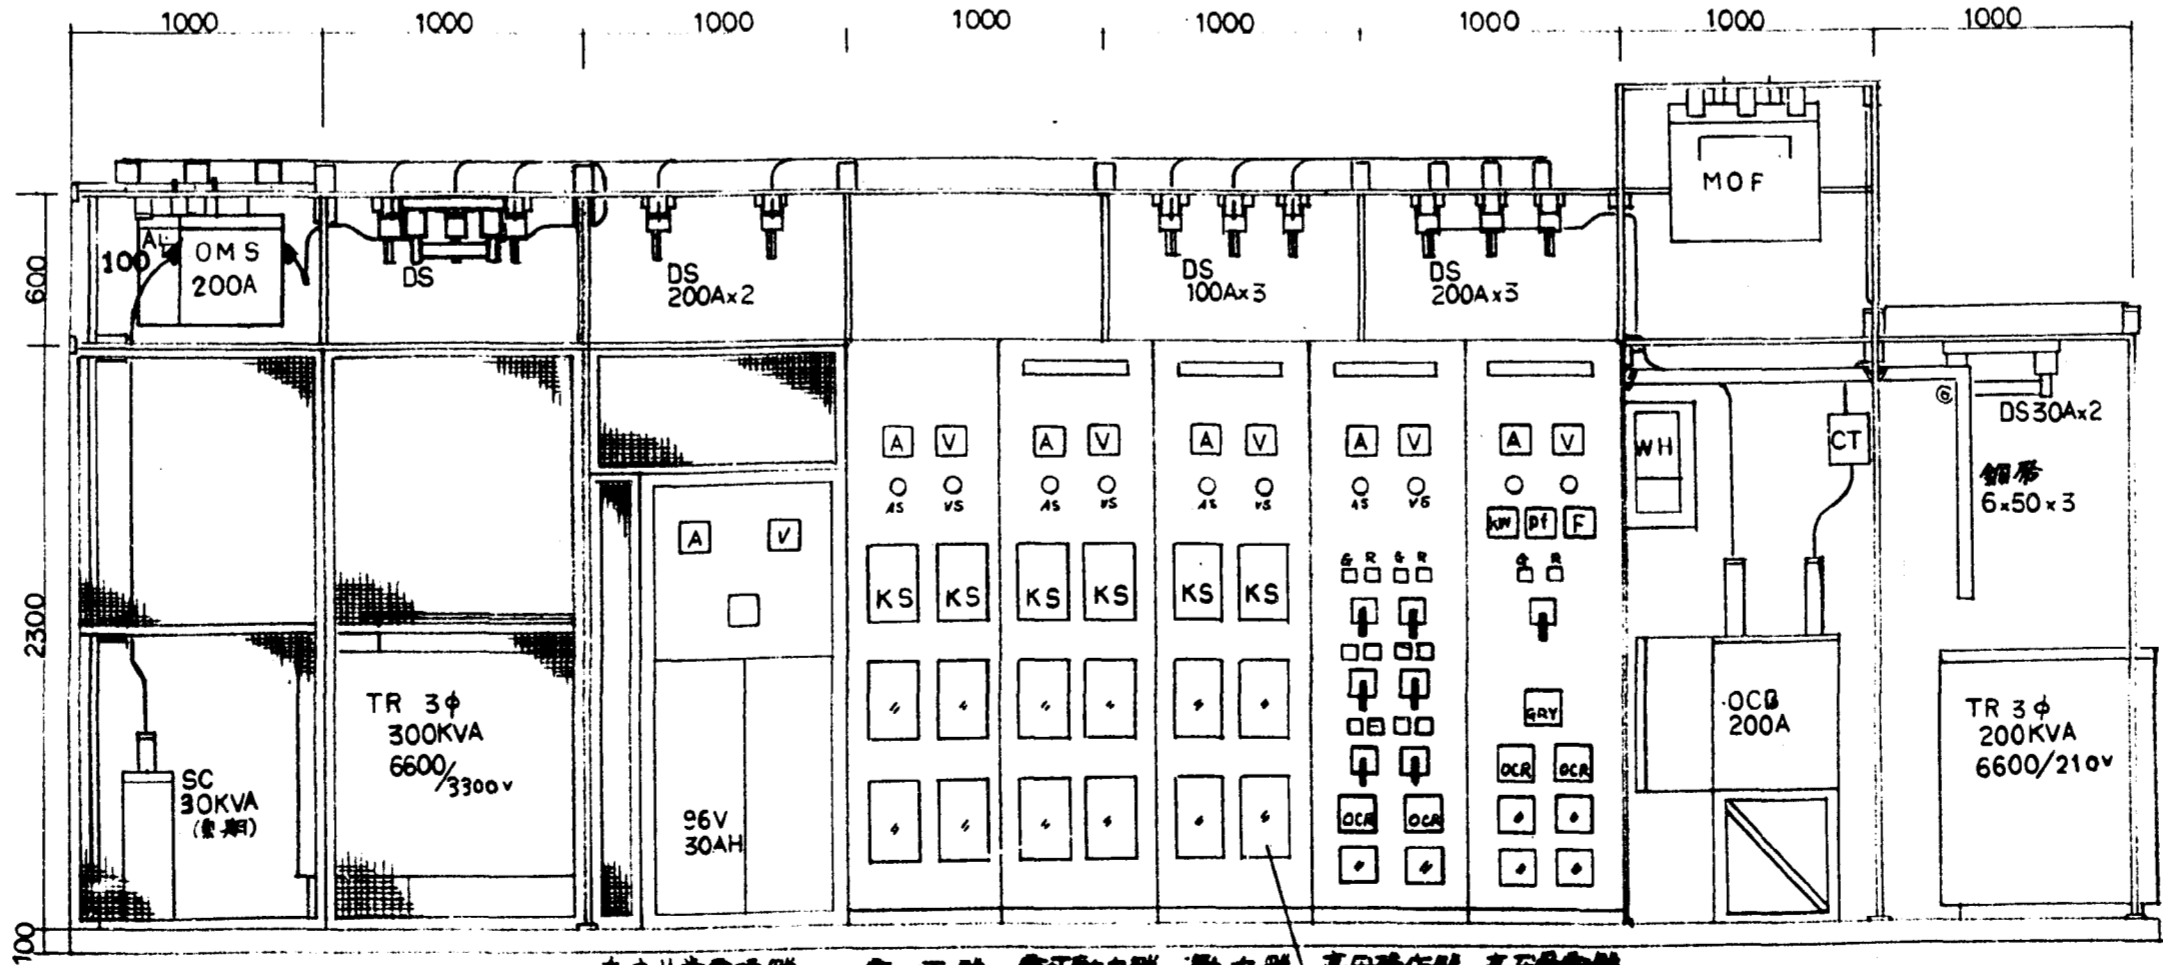 1000 1000 1000 1000 1000 1000 1000 1000
600
2300
100
100
A
OMS
200A
DS
DS
200A×2
DS
100A×3
DS
200A×3
MOF
DS30A×2
6×50×3
WH
CT
A V
A V A V A V A V A V
AS VS AS VS AS VS AS VS
KW Pf F
G R G R G R
KS KS KS KS KS KS
GRY
OCR OCR
OCR OCR
TR 3φ
300KVA
6600/3300V
SC
30KVA
96V
30AH
OCB
200A
TR 3φ
200KVA
6600/210V